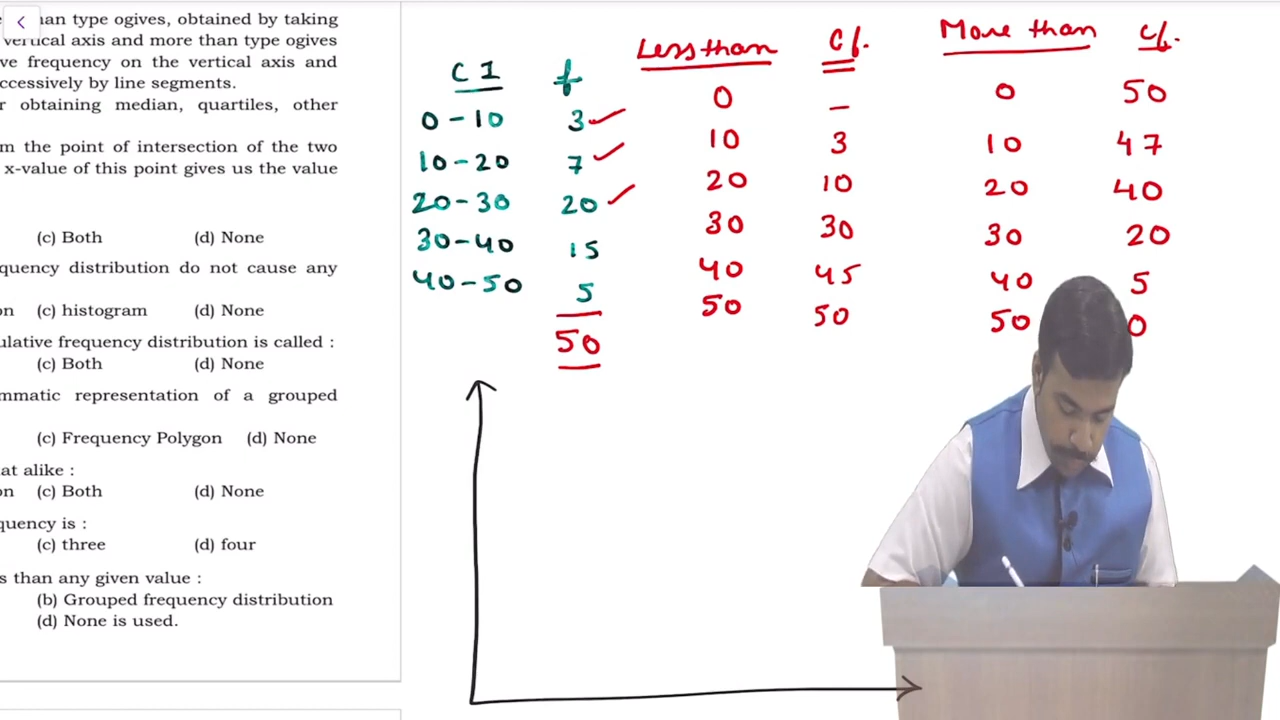 han type ogives, obtained by taking
vertical axis and more than type ogives
ve frequency on the vertical axis and
ccessively by line segments.
r obtaining median, quartiles, other
m the point of intersection of the two
x-value of this point gives us the value
(c) Both (d) None
quency distribution do not cause any
on (c) histogram (d) None
ulative frequency distribution is called :
(c) Both (d) None
mmatic representation of a grouped
(c) Frequency Polygon (d) None
at alike :
on (c) Both (d) None
quency is :
(c) three (d) four
s than any given value :
(b) Grouped frequency distribution
(d) None is used.
CI f Less than Cf. More than Cf.
0 - 10 3 0 – 0 50
10 - 20 7 10 3 10 47
20 - 30 20 20 10 20 40
30 - 40 15 30 30 30 20
40 - 50 5 40 45 40 5
50 50 50 50 0